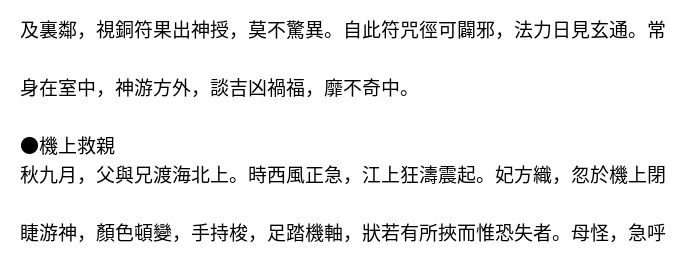 及裏鄰，視銅符果出神授，莫不驚異。自此符咒徑可闢邪，法力日見玄通。常
身在室中，神游方外，談吉凶禍福，靡不奇中。
●機上救親
秋九月，父與兄渡海北上。時西風正急，江上狂濤震起。妃方織，忽於機上閉
睫游神，顏色頓變，手持梭，足踏機軸，狀若有所挾而惟恐失者。母怪，急呼